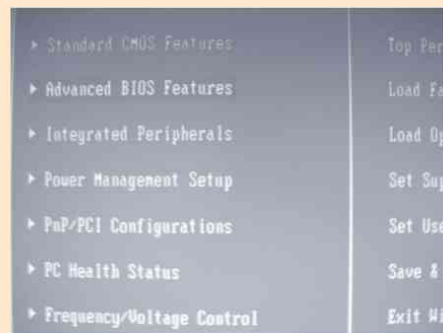 Standard CMOS Features
Advanced BIOS Features
Integrated Peripherals
Power Management Setup
PnP/PCI Configurations
PC Health Status
Frequency/Voltage Control
Top Per
Load Fa
Load Op
Set Sup
Set Use
Save &
Exit Wi